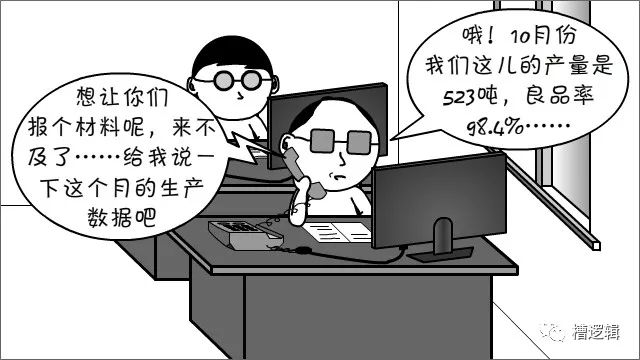 想让你们
报个材料呢，来不
及了……给我说一
下这个月的生产
数据吧
哦！10月份
我们这儿的产量是
523吨，良品率
98.4%……
槽逻辑